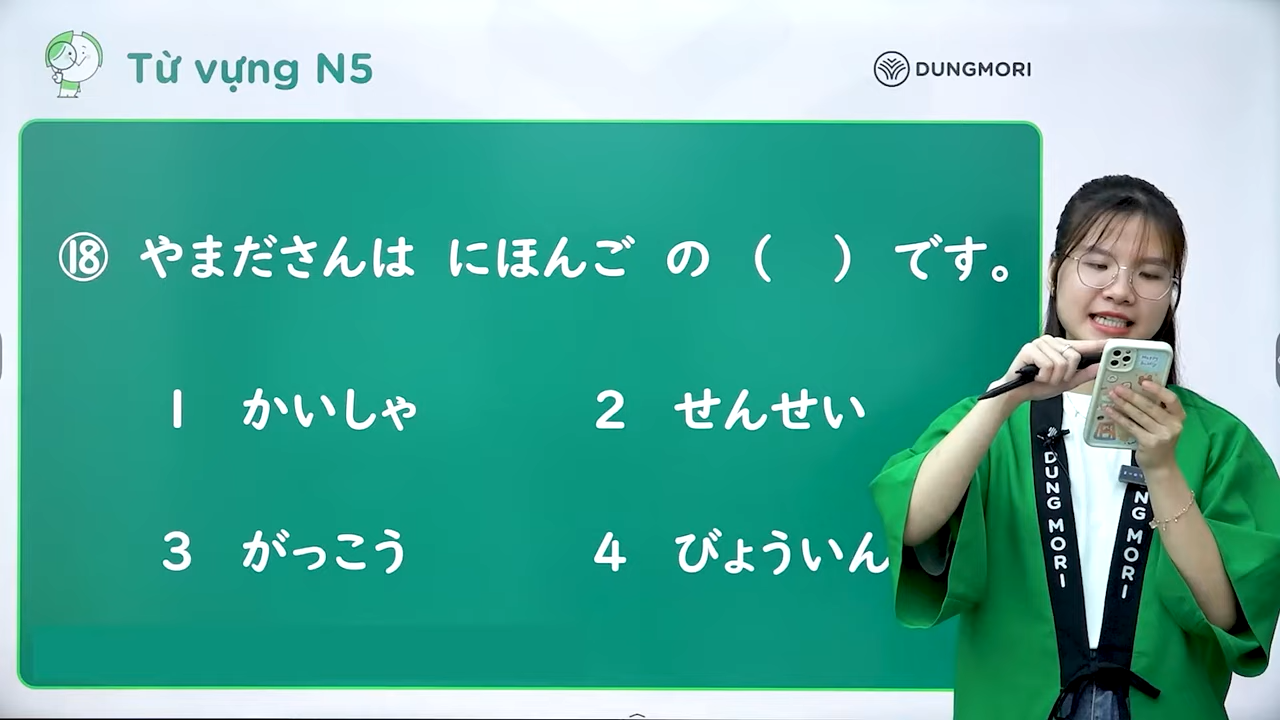 Từ vựng N5
DUNGMORI
⑱ やまださんは にほんご の ( ) です。
1 かいしゃ
2 せんせい
3 がっこう
4 びょういん
DUNG MORI
NG MORI